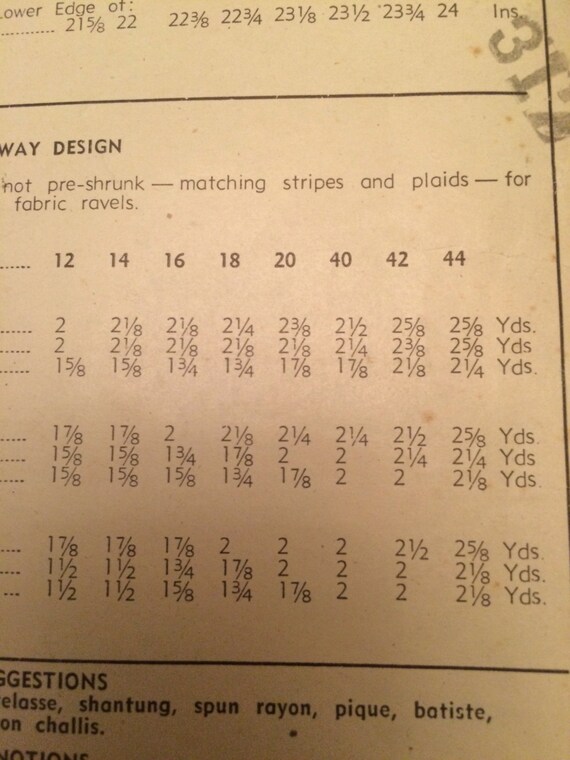 Lower Edge of:
21⅝ 22 22⅜ 22¾ 23⅛ 23½ 23¾ 24 Ins.
WAY DESIGN
not pre-shrunk — matching stripes and plaids — for
fabric ravels.
12 14 16 18 20 40 42 44
2 2⅛ 2⅛ 2¼ 2⅜ 2½ 2⅝ 2⅝ Yds.
2 2⅛ 2⅛ 2⅛ 2⅛ 2¼ 2⅜ 2⅝ Yds
1⅝ 1⅝ 1¾ 1¾ 1⅞ 1⅞ 2⅛ 2¼ Yds.
1⅞ 1⅞ 2 2⅛ 2¼ 2¼ 2½ 2⅝ Yds.
1⅝ 1⅝ 1¾ 1⅞ 2 2 2¼ 2¼ Yds
1⅝ 1⅝ 1⅝ 1¾ 1⅞ 2 2 2⅛ Yds.
1⅞ 1⅞ 1⅞ 2 2 2 2½ 2⅝ Yds.
1½ 1½ 1¾ 1⅞ 2 2 2 2⅛ Yds.
1½ 1½ 1⅝ 1¾ 1⅞ 2 2 2⅛ Yds.
GGESTIONS
elasse, shantung, spun rayon, pique, batiste,
on challis.
NOTIONS